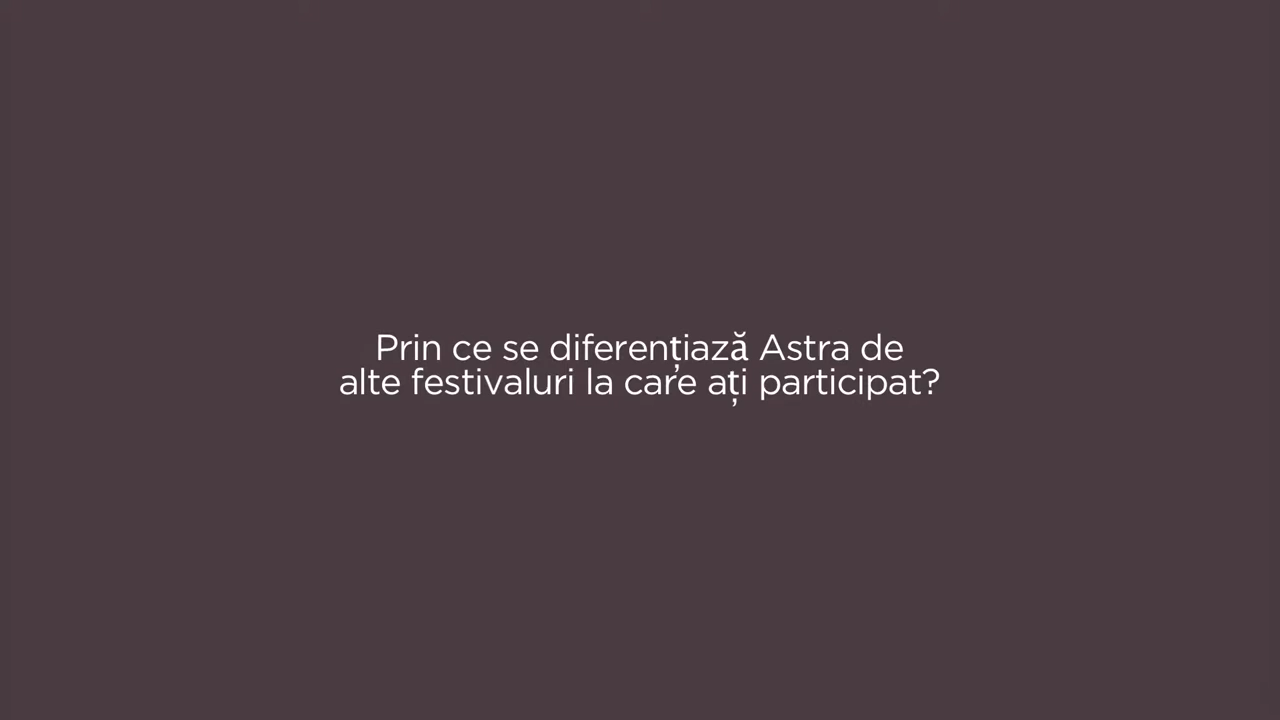 Prin ce se diferențiază Astra de
alte festivaluri la care ați participat?